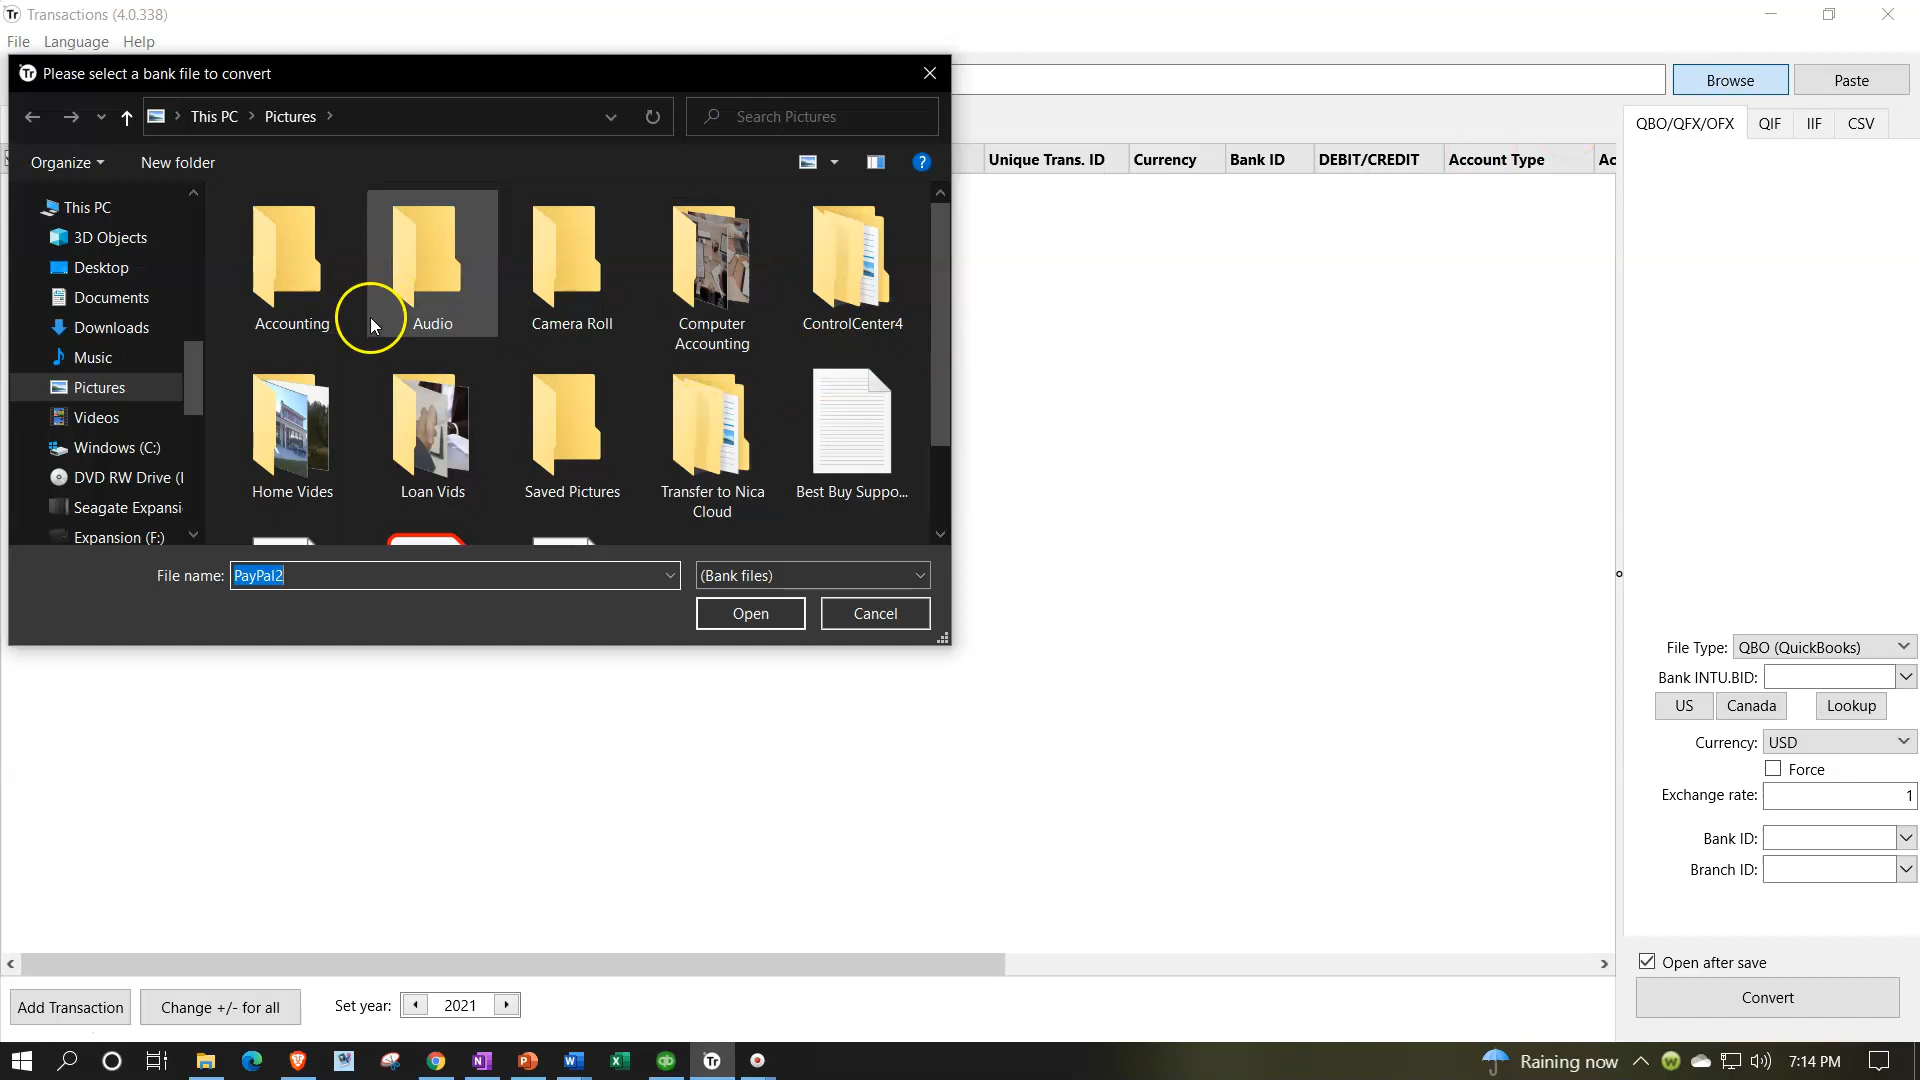 Tr Transactions (4.0.338)
File Language Help
Tr Please select a bank file to convert
Browse Paste
This PC Pictures
Search Pictures
QBO/QFX/OFX QIF IIF CSV
Organize New folder
Unique Trans. ID Currency Bank ID DEBIT/CREDIT Account Type Ac
This PC
3D Objects
Desktop
Documents
Downloads
Music
Pictures
Videos
Windows (C:)
DVD RW Drive (
Seagate Expansi
Expansion (F:)
Accounting Audio Camera Roll Computer Accounting ControlCenter4
Home Vides Loan Vids Saved Pictures Transfer to Nica Cloud Best Buy Suppo...
File name: PayPal2 (Bank files)
Open Cancel
File Type: QBO (QuickBooks)
Bank INTU.BID:
US Canada Lookup
Currency: USD
Force
Exchange rate: 1
Bank ID:
Branch ID:
Open after save
Add Transaction Change +/- for all Set year: 2021
Convert
Raining now 7:14 PM